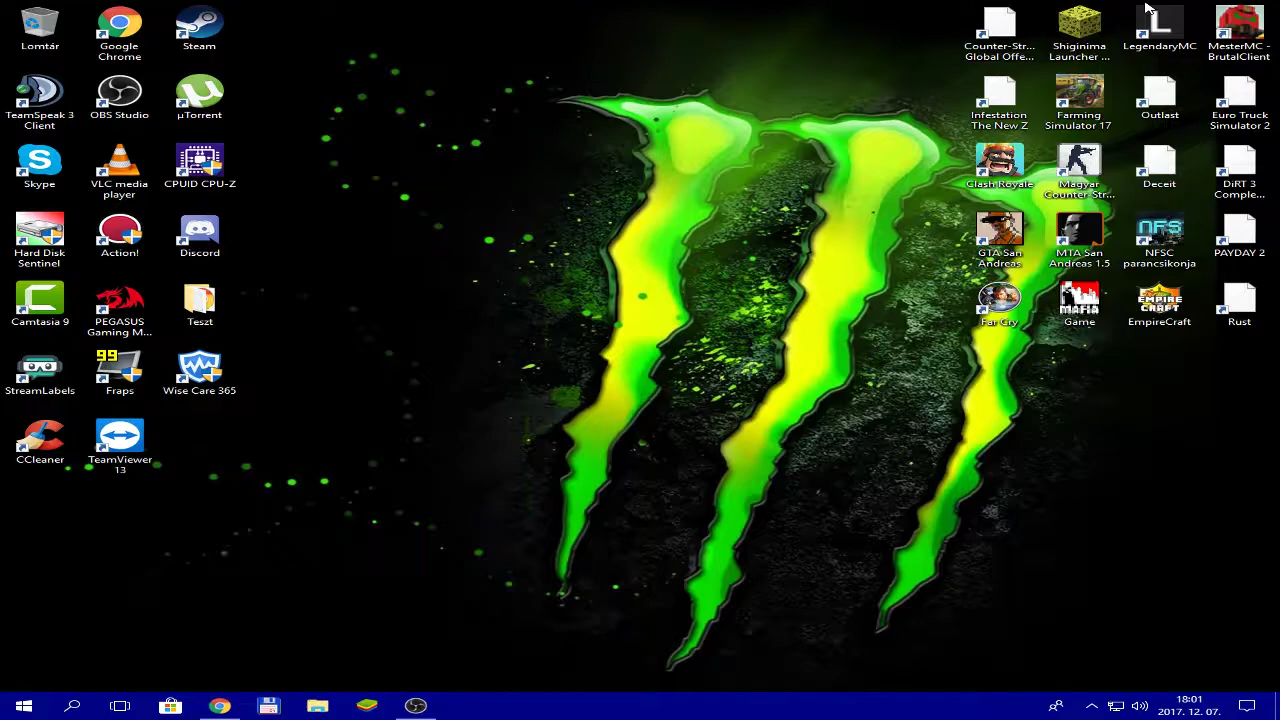 Lomtár
Google
Chrome
Steam
TeamSpeak 3
Client
OBS Studio
µTorrent
Skype
VLC media
player
CPUID CPU-Z
Hard Disk
Sentinel
Action!
Discord
Camtasia 9
PEGASUS
Gaming M...
Teszt
StreamLabels
99
Fraps
Wise Care 365
CCleaner
TeamViewer
13
Counter-Str...
Global Offe...
Shiginima
Launcher ...
L
LegendaryMC
MesterMC -
BrutalClient
Infestation
The New Z
Farming
Simulator 17
Outlast
Euro Truck
Simulator 2
Clash Royale
Magyar
Counter-Str...
Deceit
DiRT 3
Comple...
GTA San
Andreas
MTA San
Andreas 1.5
NFS
NFSC
parancsikonja
PAYDAY 2
Far Cry
MAFIA
Game
EMPIRE
CRAFT
EmpireCraft
Rust
18:01
2017. 12. 07.